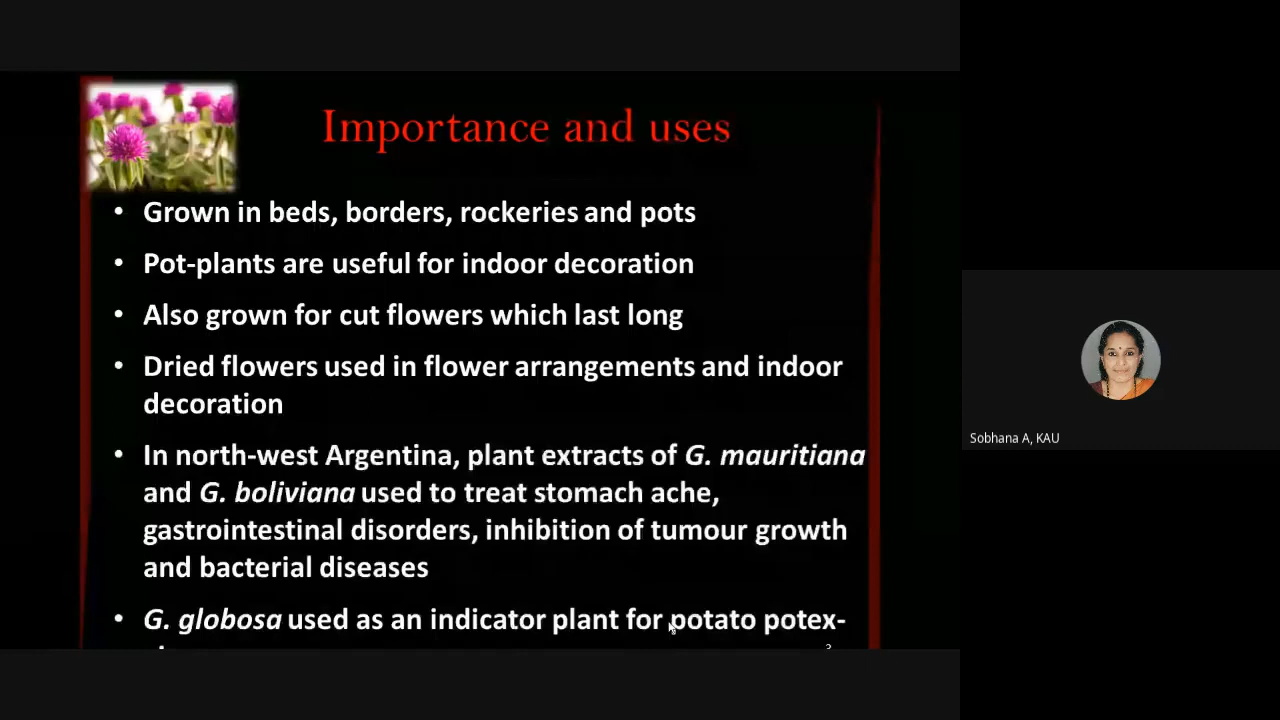 Importance and uses
• Grown in beds, borders, rockeries and pots
• Pot-plants are useful for indoor decoration
• Also grown for cut flowers which last long
• Dried flowers used in flower arrangements and indoor
decoration
• In north-west Argentina, plant extracts of G. mauritiana
and G. boliviana used to treat stomach ache,
gastrointestinal disorders, inhibition of tumour growth
and bacterial diseases
• G. globosa used as an indicator plant for potato potex-
Sobhana A, KAU